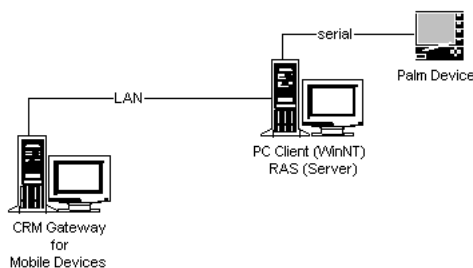 serial
Palm Device
LAN
PC Client (WinNT)
RAS (Server)
CRM Gateway
for
Mobile Devices